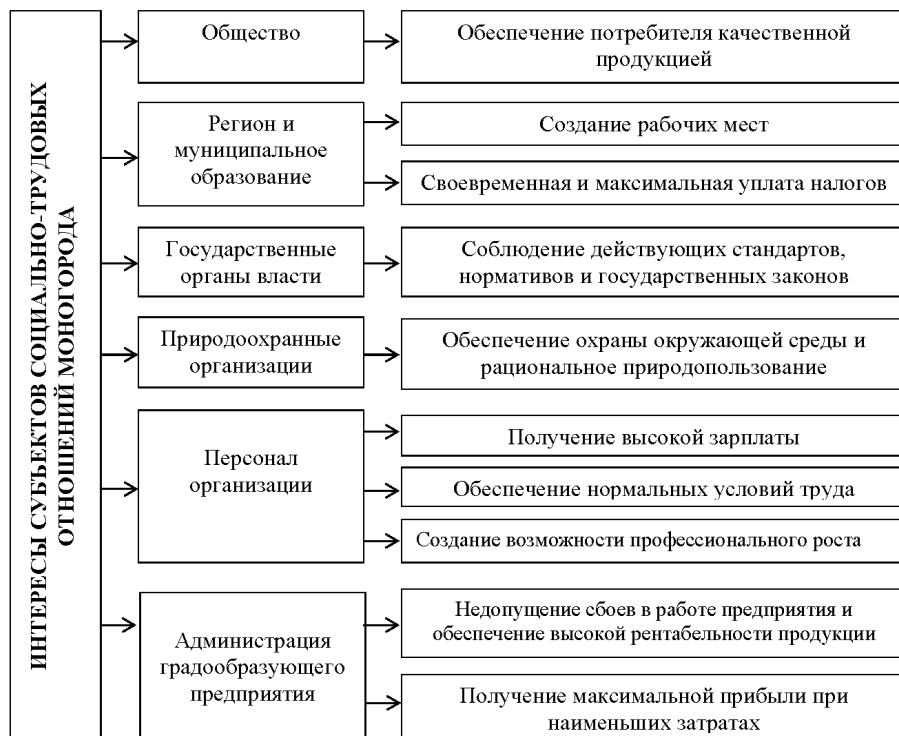 ИНТЕРЕСЫ СУБЪЕКТОВ СОЦИАЛЬНО-ТРУДОВЫХ
ОТНОШЕНИЙ МОНОГОРОДА
Общество
Обеспечение потребителя качественной
продукцией
Регион и
муниципальное
образование
Создание рабочих мест
Своевременная и максимальная уплата налогов
Государственные
органы власти
Соблюдение действующих стандартов,
нормативов и государственных законов
Природоохранные
организации
Обеспечение охраны окружающей среды и
рациональное природопользование
Персонал
организации
Получение высокой зарплаты
Обеспечение нормальных условий труда
Создание возможности профессионального роста
Администрация
градообразующего
предприятия
Недопущение сбоев в работе предприятия и
обеспечение высокой рентабельности продукции
Получение максимальной прибыли при
наименьших затратах